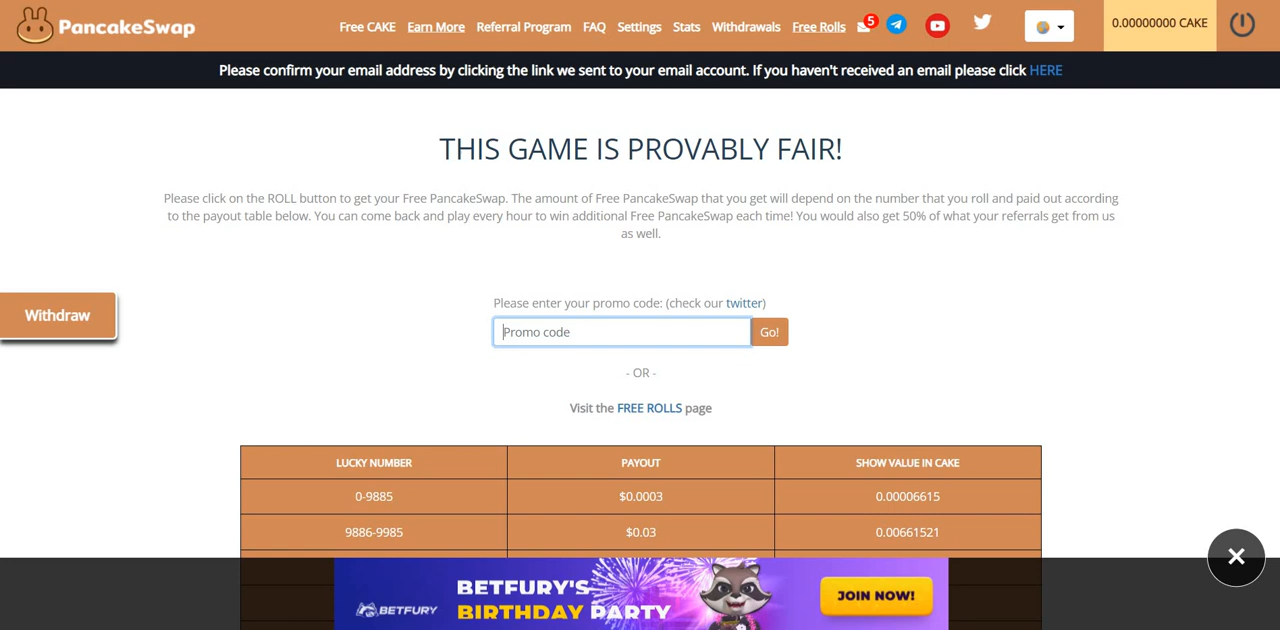 PancakeSwap
Free CAKE Earn More Referral Program FAQ Settings Stats Withdrawals Free Rolls 5 0.00000000 CAKE
Please confirm your email address by clicking the link we sent to your email account. If you haven't received an email please click HERE
THIS GAME IS PROVABLY FAIR!
Please click on the ROLL button to get your Free PancakeSwap. The amount of Free PancakeSwap that you get will depend on the number that you roll and paid out according
to the payout table below. You can come back and play every hour to win additional Free PancakeSwap each time! You would also get 50% of what your referrals get from us
as well.
Withdraw
Please enter your promo code: (check our twitter)
Promo code Go!
- OR -
Visit the FREE ROLLS page
LUCKY NUMBER PAYOUT SHOW VALUE IN CAKE
0-9885 $0.0003 0.00006615
9886-9985 $0.03 0.00661521
BETFURY
BETFURY'S
BIRTHDAY PARTY
JOIN NOW!